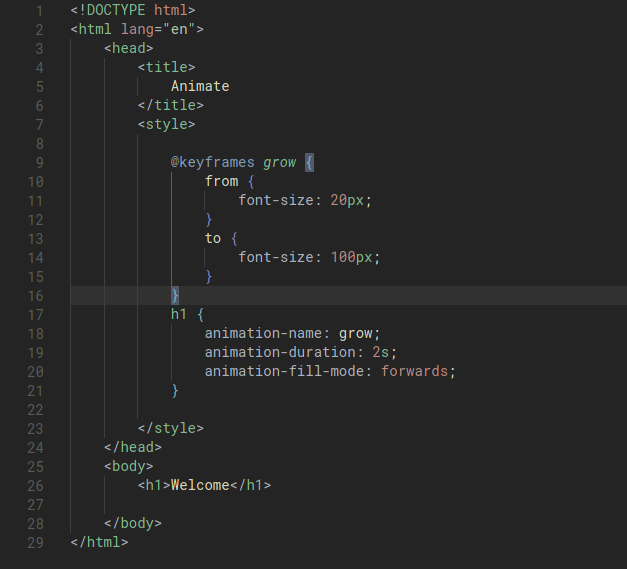 1 <!DOCTYPE html>
2 <html lang="en">
3     <head>
4         <title>
5             Animate
6         </title>
7         <style>
8
9             @keyframes grow {
10                 from {
11                     font-size: 20px;
12                 }
13                 to {
14                     font-size: 100px;
15                 }
16             }
17             h1 {
18                 animation-name: grow;
19                 animation-duration: 2s;
20                 animation-fill-mode: forwards;
21             }
22
23         </style>
24     </head>
25     <body>
26         <h1>Welcome</h1>
27
28     </body>
29 </html>